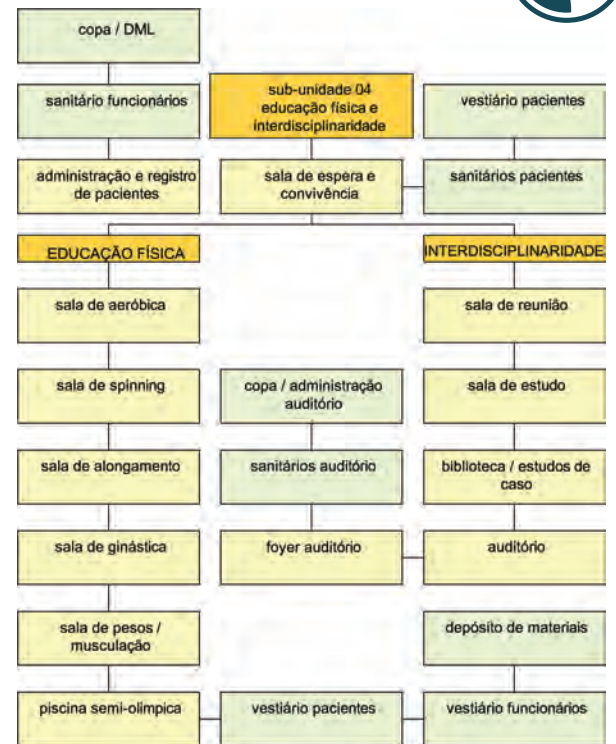 copa / DML
sanitário funcionários
sub-unidade 04
educação física e
interdisciplinaridade
vestiário pacientes
administração e registro
de pacientes
sala de espera e
convivência
sanitários pacientes
EDUCAÇÃO FÍSICA
INTERDISCIPLINARIDADE
sala de aeróbica
sala de reunião
sala de spinning
copa / administração
auditório
sala de estudo
sala de alongamento
sanitários auditório
biblioteca / estudos de
caso
sala de ginástica
foyer auditório
auditório
sala de pesos /
musculação
depósito de materiais
piscina semi-olímpica
vestiário pacientes
vestiário funcionários